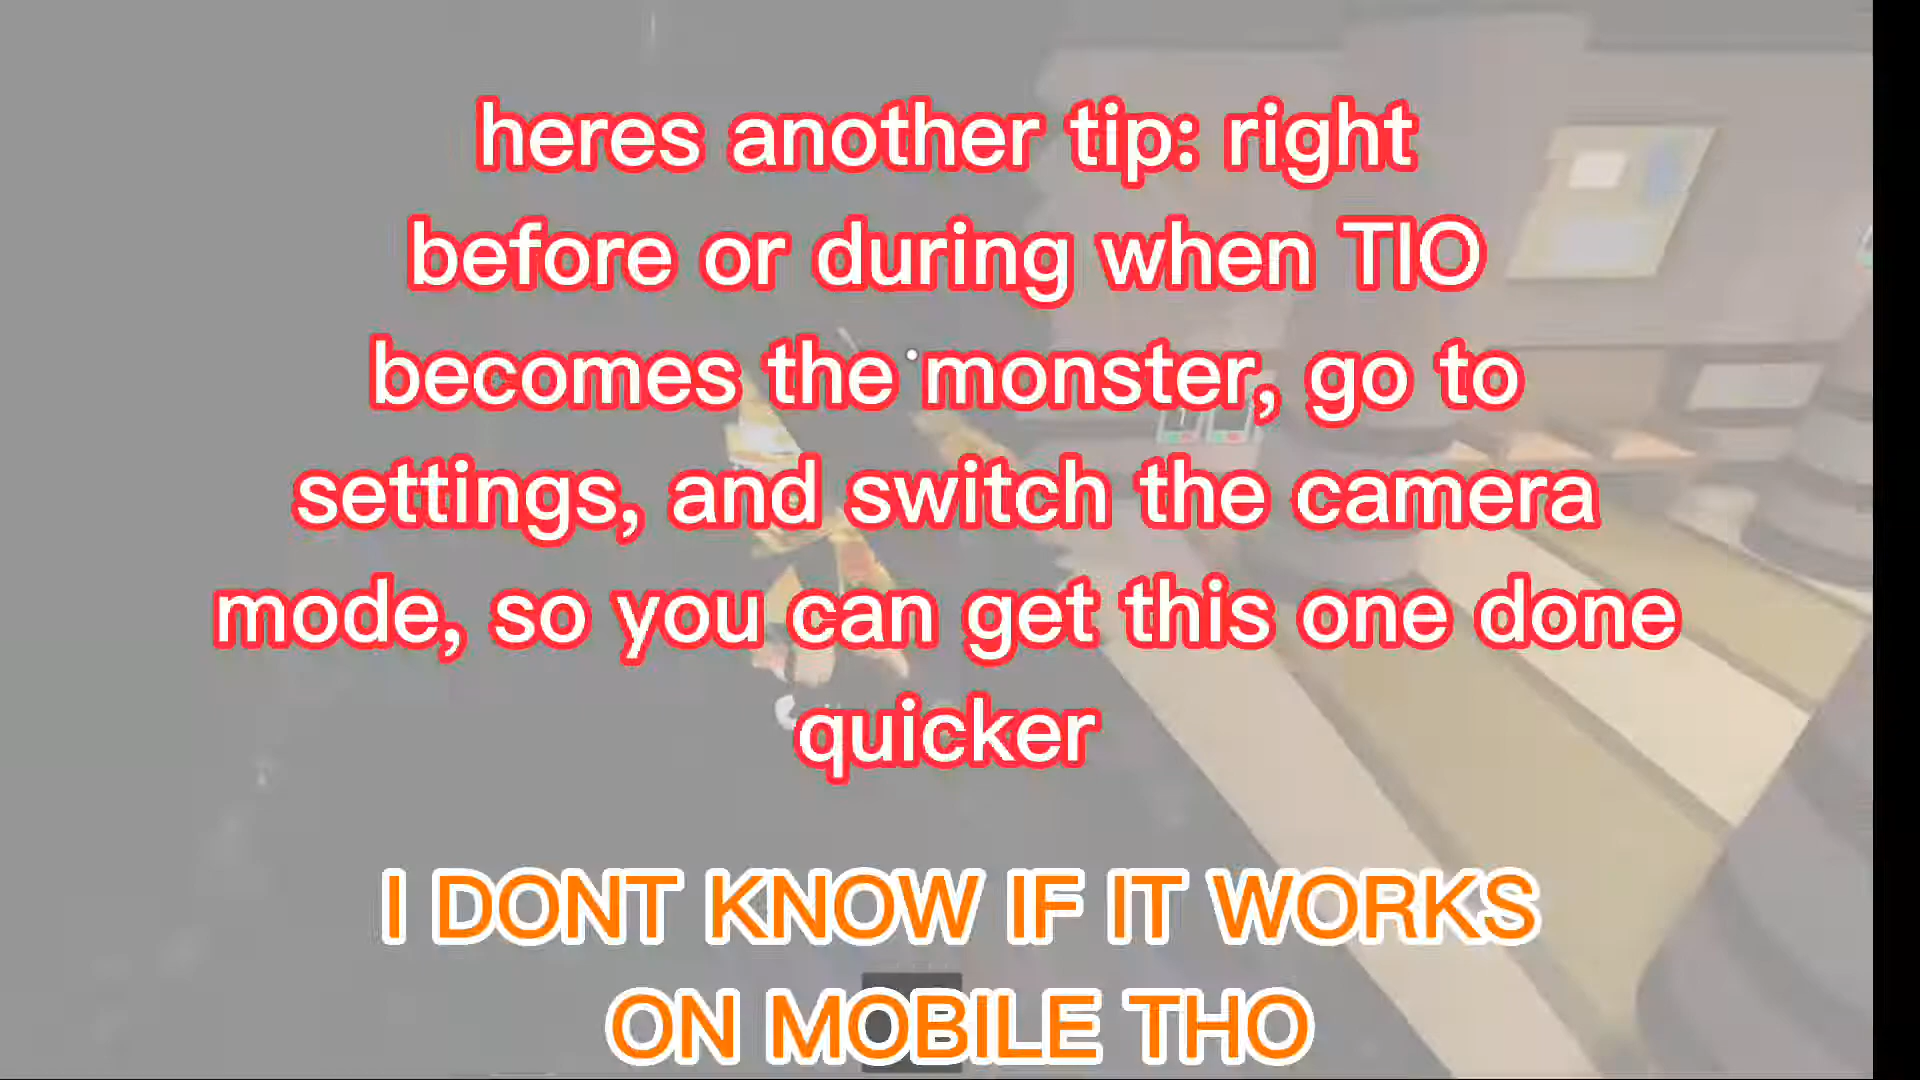 heres another tip: right
before or during when TIO
becomes the monster, go to
settings, and switch the camera
mode, so you can get this one done
quicker
I DONT KNOW IF IT WORKS
ON MOBILE THO